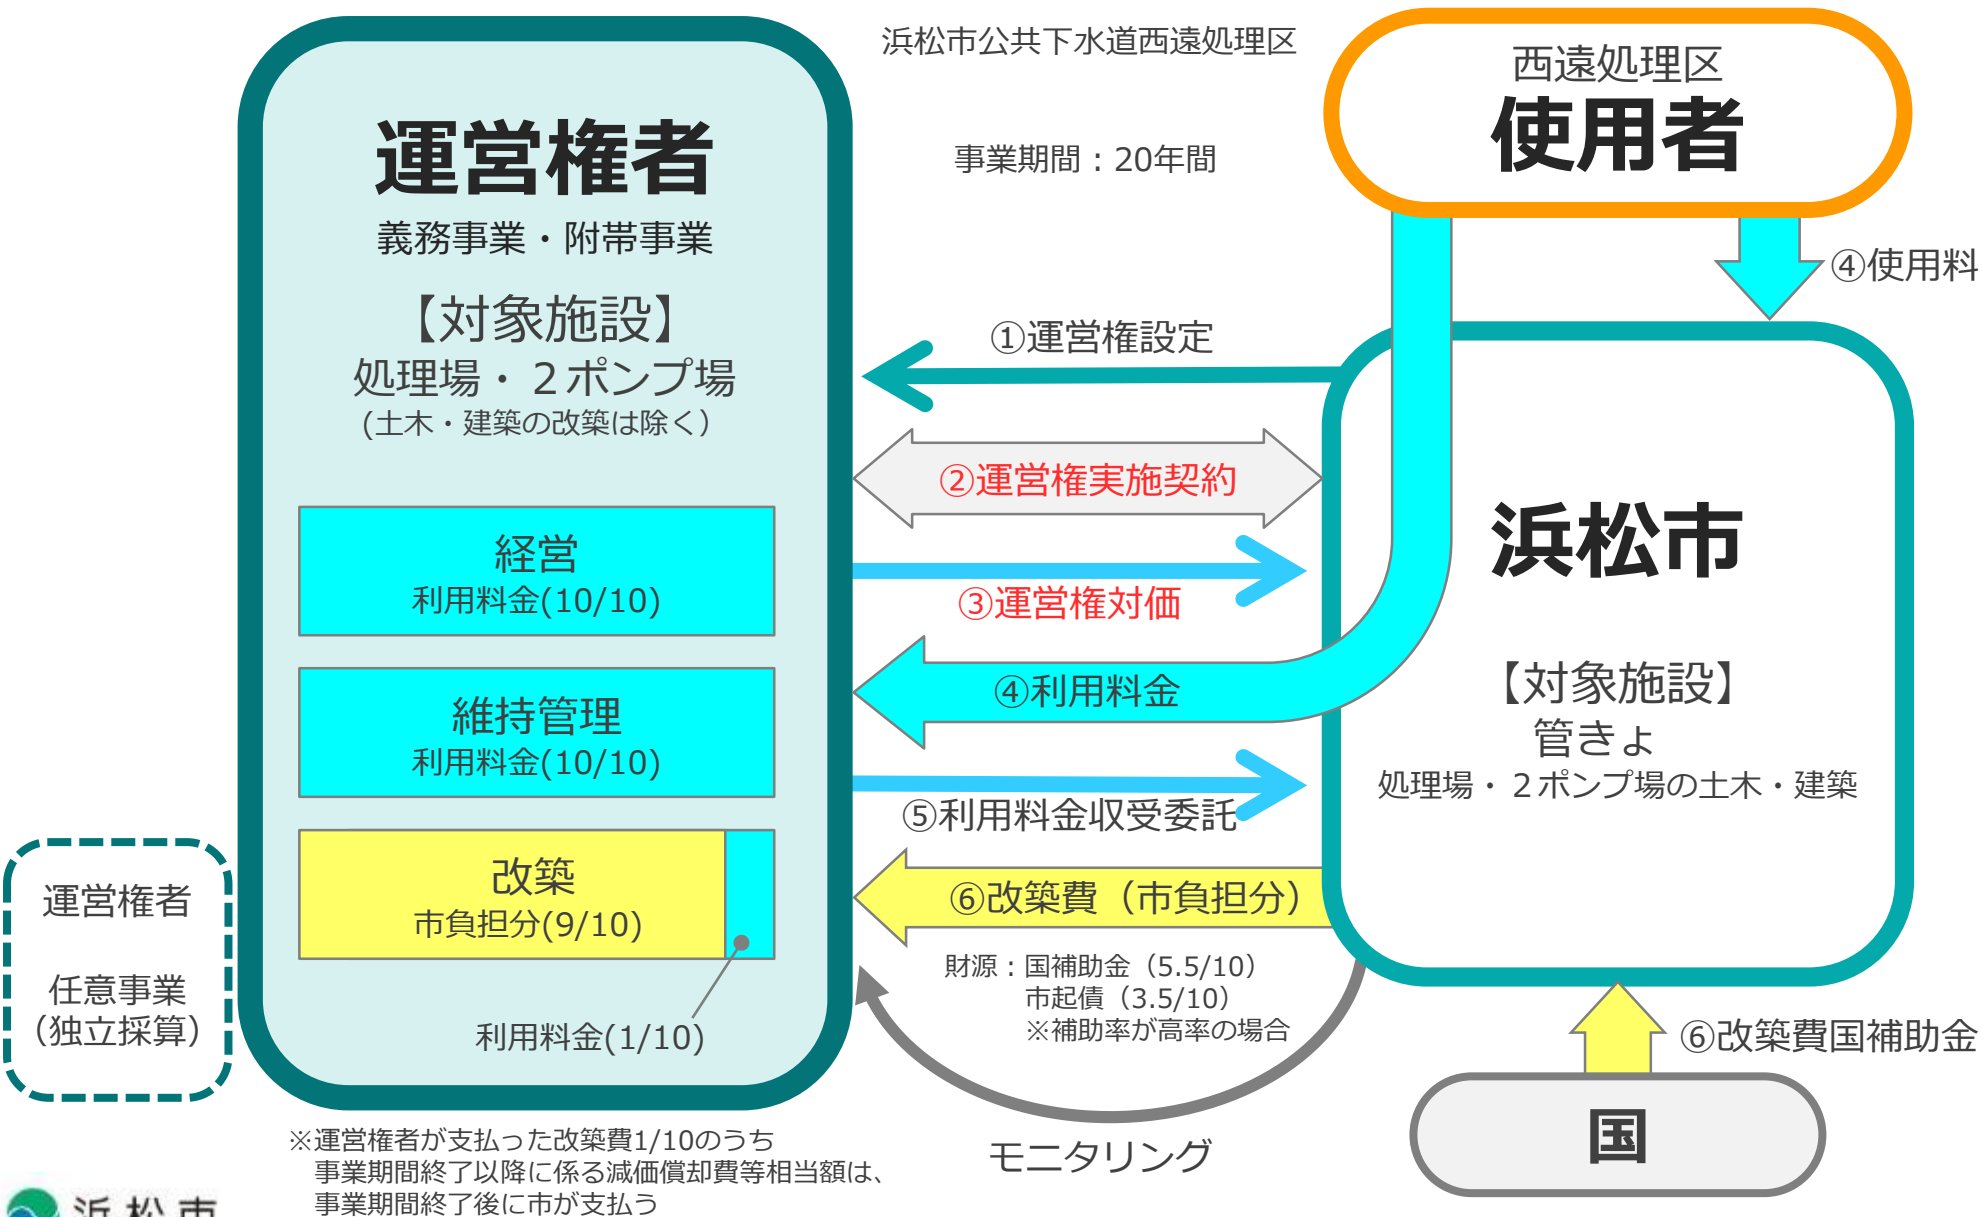 浜松市公共下水道西遠処理区
事業期間：20年間
運営権者
義務事業・附帯事業
【対象施設】
処理場・２ポンプ場
(土木・建築の改築は除く）
経営
利用料金(10/10)
維持管理
利用料金(10/10)
改築
市負担分(9/10)
利用料金(1/10)
運営権者
任意事業
（独立採算）
※運営権者が支払った改築費1/10のうち
事業期間終了以降に係る減価償却費等相当額は、
事業期間終了後に市が支払う
西遠処理区
使用者
④使用料
①運営権設定
②運営権実施契約
③運営権対価
④利用料金
⑤利用料金収受委託
⑥改築費（市負担分）
財源：国補助金（5.5/10）
市起債（3.5/10）
※補助率が高率の場合
モニタリング
浜松市
【対象施設】
管きょ
処理場・２ポンプ場の土木・建築
⑥改築費国補助金
国
浜松市